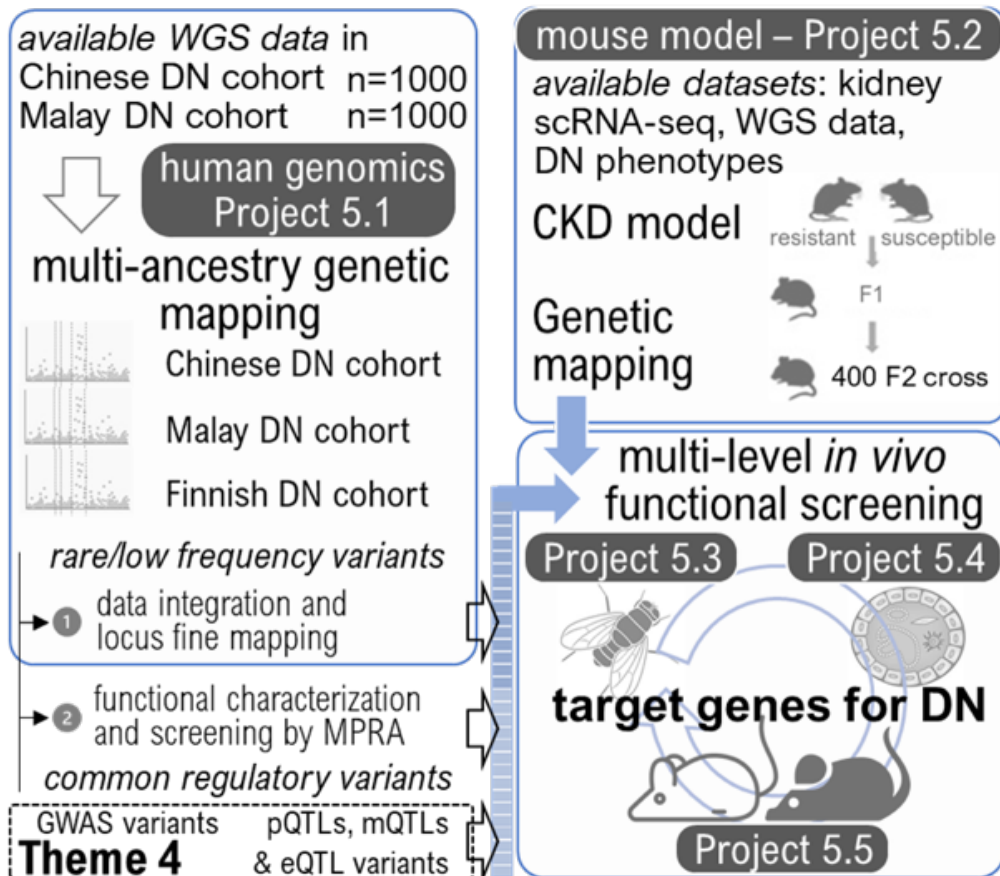 available WGS data in
Chinese DN cohort n=1000
Malay DN cohort n=1000
human genomics
Project 5.1
multi-ancestry genetic
mapping
Chinese DN cohort
Malay DN cohort
Finnish DN cohort
rare/low frequency variants
1 data integration and
locus fine mapping
2 functional characterization
and screening by MPRA
common regulatory variants
GWAS variants pQTLs, mQTLs
Theme 4 & eQTL variants
mouse model – Project 5.2
available datasets: kidney
scRNA-seq, WGS data,
DN phenotypes
CKD model
resistant susceptible
F1
Genetic
mapping
400 F2 cross
multi-level in vivo
functional screening
Project 5.3 Project 5.4
target genes for DN
Project 5.5